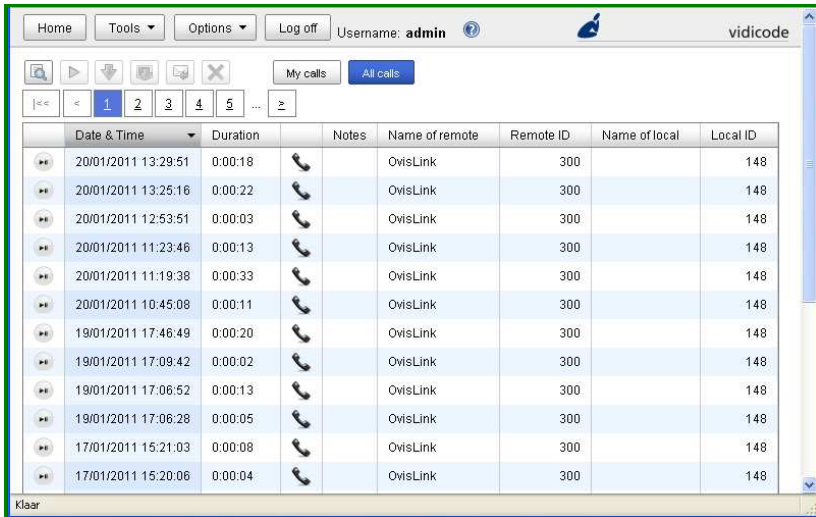 Home Tools ▼ Options ▼ Log off Username: admin ? vidicode
My calls All calls
|<< < 1 2 3 4 5 ... >
Date & Time ▼ Duration Notes Name of remote Remote ID Name of local Local ID
20/01/2011 13:29:51 0:00:18 OvisLink 300 148
20/01/2011 13:25:16 0:00:22 OvisLink 300 148
20/01/2011 12:53:51 0:00:03 OvisLink 300 148
20/01/2011 11:23:46 0:00:13 OvisLink 300 148
20/01/2011 11:19:38 0:00:33 OvisLink 300 148
20/01/2011 10:45:08 0:00:11 OvisLink 300 148
19/01/2011 17:46:49 0:00:20 OvisLink 300 148
19/01/2011 17:09:42 0:00:02 OvisLink 300 148
19/01/2011 17:06:52 0:00:13 OvisLink 300 148
19/01/2011 17:06:28 0:00:05 OvisLink 300 148
17/01/2011 15:21:03 0:00:08 OvisLink 300 148
17/01/2011 15:20:06 0:00:04 OvisLink 300 148
Klaar